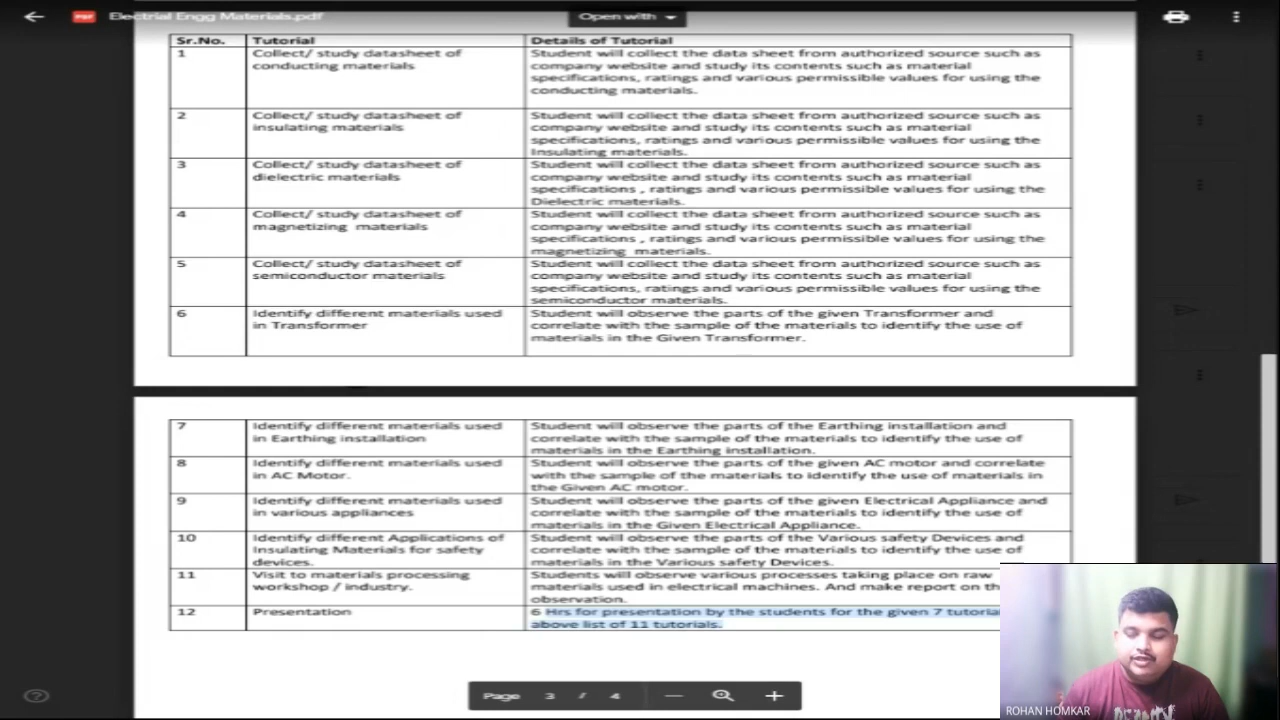 Electrial Engg Materials.pdf
Open with
Sr.No. Tutorial Details of Tutorial
1 Collect/ study datasheet of Student will collect the data sheet from authorized source such as
conducting materials company website and study its contents such as material
specifications, ratings and various permissible values for using the
conducting materials.
2 Collect/ study datasheet of Student will collect the data sheet from authorized source such as
insulating materials company website and study its contents such as material
specifications, ratings and various permissible values for using the
Insulating materials.
3 Collect/ study datasheet of Student will collect the data sheet from authorized source such as
dielectric materials company website and study its contents such as material
specifications , ratings and various permissible values for using the
Dielectric materials.
4 Collect/ study datasheet of Student will collect the data sheet from authorized source such as
magnetizing materials company website and study its contents such as material
specifications , ratings and various permissible values for using the
magnetizing materials.
5 Collect/ study datasheet of Student will collect the data sheet from authorized source such as
semiconductor materials company website and study its contents such as material
specifications, ratings and various permissible values for using the
semiconductor materials.
6 Identify different materials used Student will observe the parts of the given Transformer and
in Transformer correlate with the sample of the materials to identify the use of
materials in the Given Transformer.
7 Identify different materials used Student will observe the parts of the Earthing installation and
in Earthing installation correlate with the sample of the materials to identify the use of
materials in the Earthing installation.
8 Identify different materials used Student will observe the parts of the given AC motor and correlate
in AC Motor. with the sample of the materials to identify the use of materials in
the Given AC motor.
9 Identify different materials used Student will observe the parts of the given Electrical Appliance and
in various appliances correlate with the sample of the materials to identify the use of
materials in the Given Electrical Appliance.
10 Identify different Applications of Student will observe the parts of the Various safety Devices and
Insulating Materials for safety correlate with the sample of the materials to identify the use of
devices. materials in the Various safety Devices.
11 Visit to materials processing Students will observe various processes taking place on raw
workshop / industry. materials used in electrical machines. And make report on th
observation.
12 Presentation 6 Hrs for presentation by the students for the given 7 tutoria
above list of 11 tutorials.
Page 3 / 4
ROHAN HOMKAR